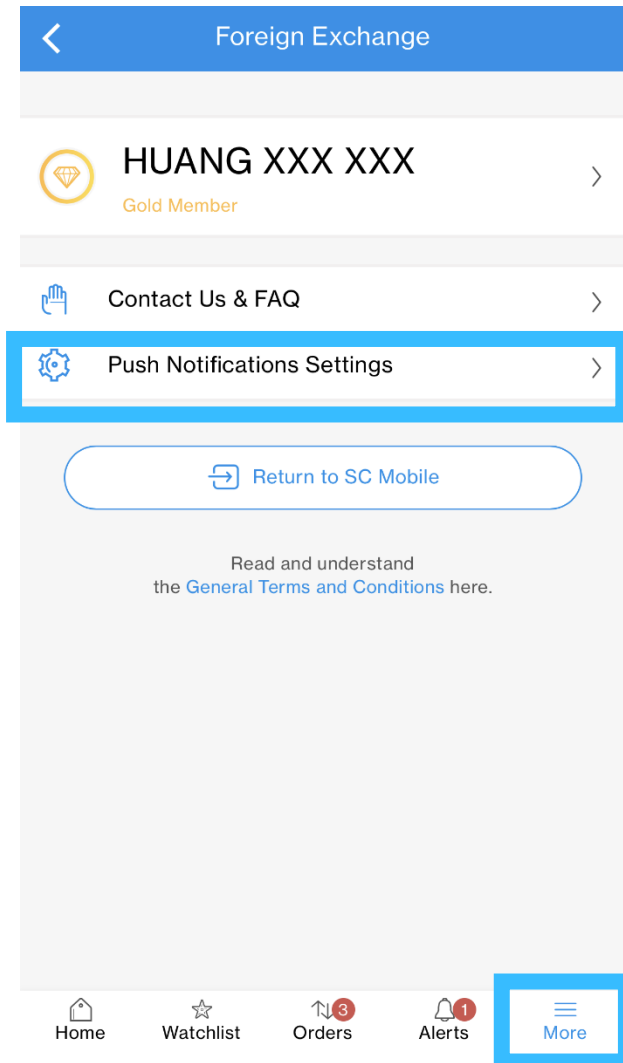 Foreign Exchange
HUANG XXX XXX
Gold Member
Contact Us & FAQ
Push Notifications Settings
Return to SC Mobile
Read and understand
the General Terms and Conditions here.
3
1
Home
Watchlist
Orders
Alerts
More